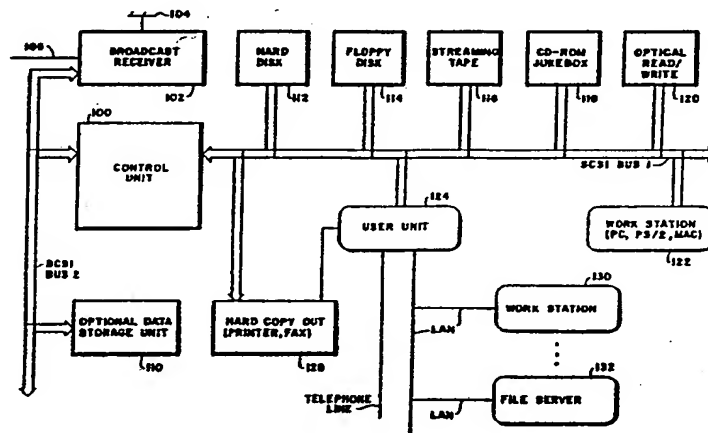 104
106
BROADCAST
RECEIVER
102
HARD
DISK
112
FLOPPY
DISK
114
STREAMING
TAPE
116
CD-ROM
JUKEBOX
118
OPTICAL
READ/
WRITE
120
100
CONTROL
UNIT
SCSI BUS 1
124
USER UNIT
WORK STATION
(PC, PS/2, MAC)
122
SCSI
BUS 2
OPTIONAL DATA
STORAGE UNIT
110
HARD COPY OUT
(PRINTER, FAX)
128
130
WORK STATION
LAN
132
FILE SERVER
LAN
TELEPHONE
LINE